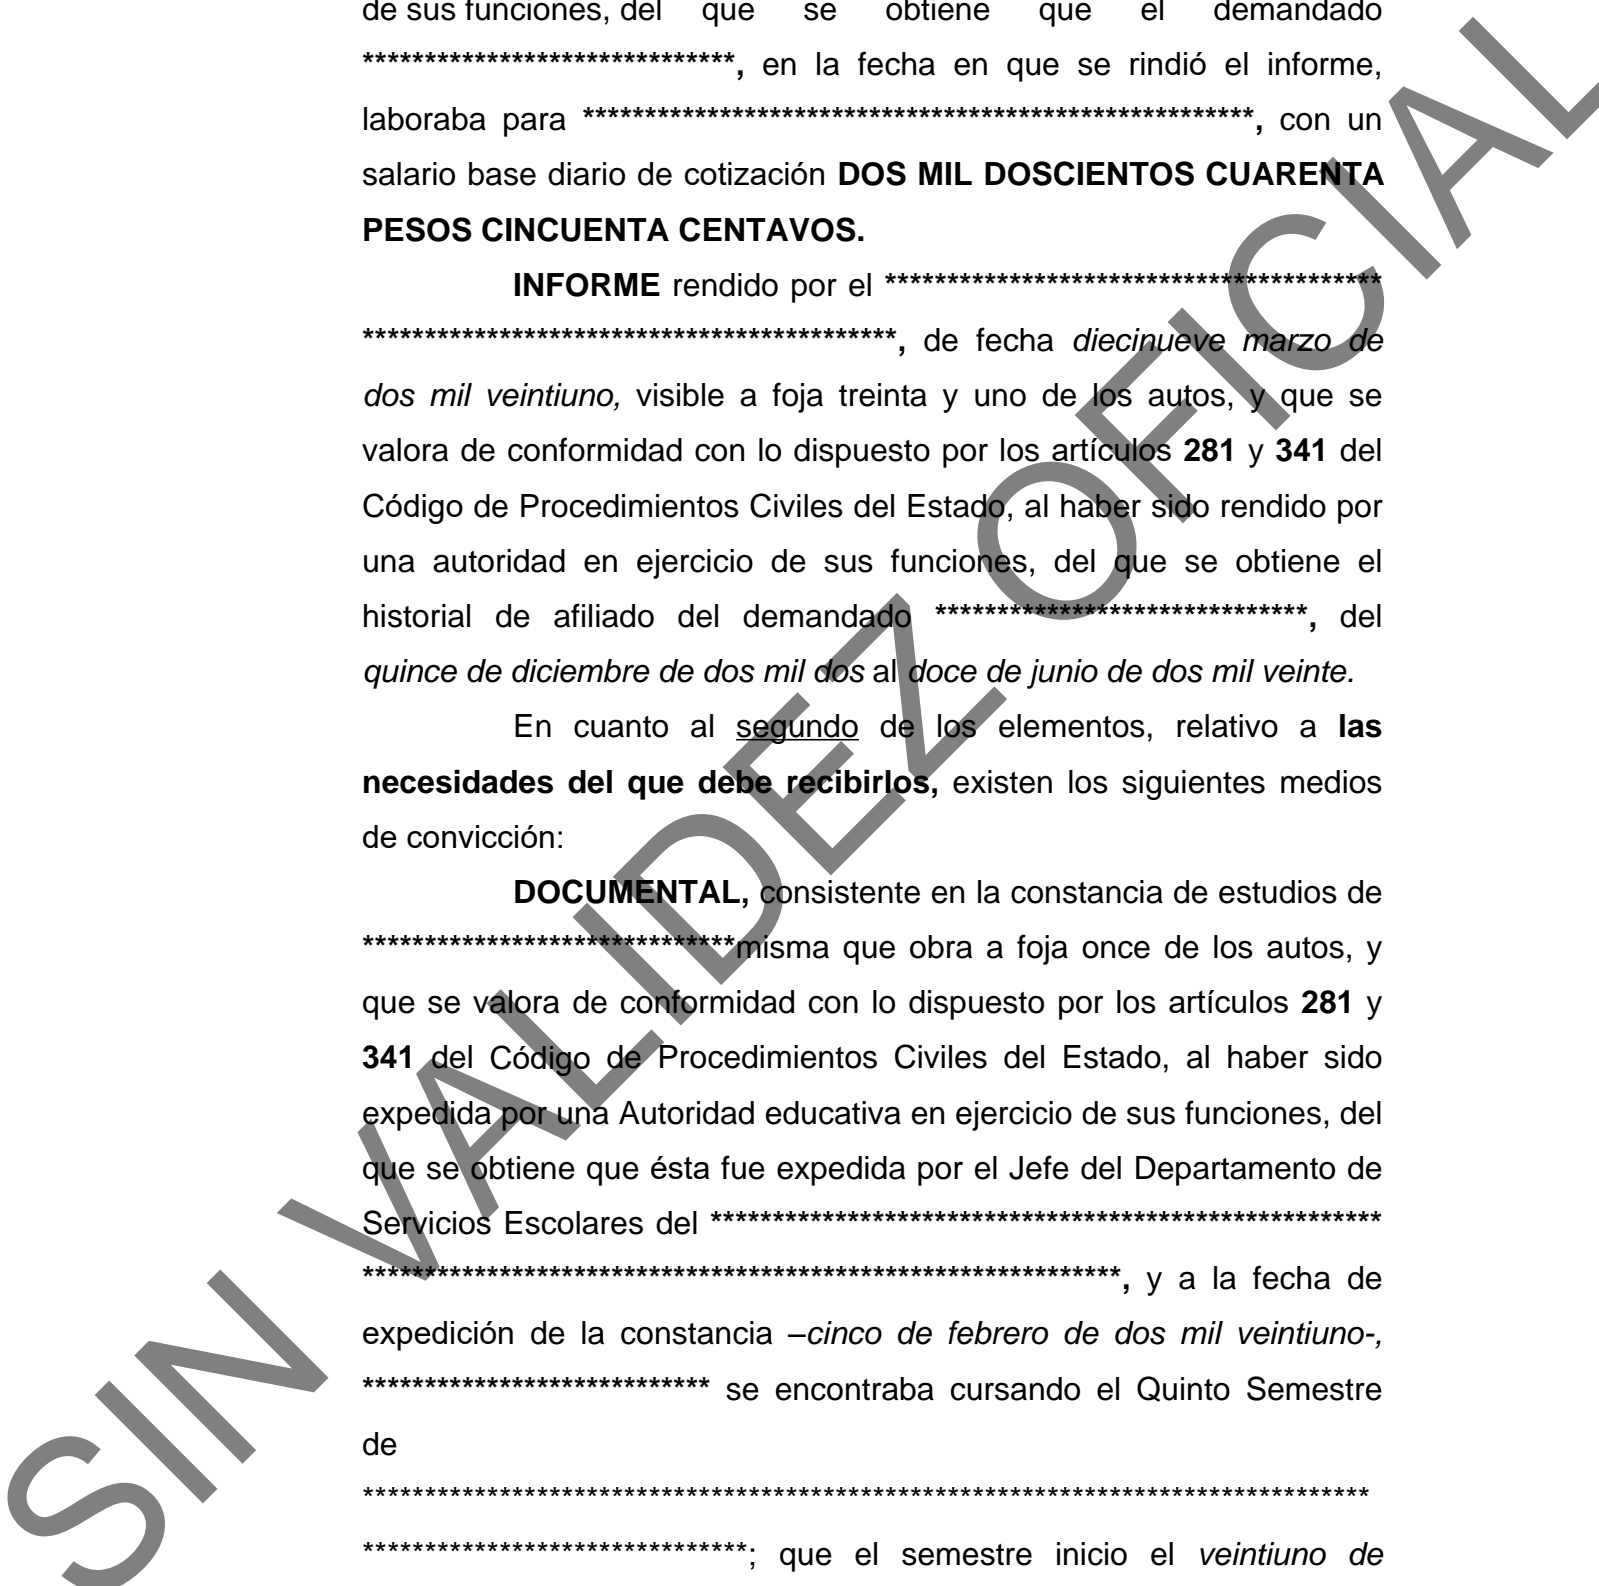 de sus funciones, del que se obtiene que el demandado
******************************, en la fecha en que se rindió el informe,
laboraba para ******************************************************, con un
salario base diario de cotización DOS MIL DOSCIENTOS CUARENTA
PESOS CINCUENTA CENTAVOS.
INFORME rendido por el ****************************************
*******************************************, de fecha diecinueve marzo de
dos mil veintiuno, visible a foja treinta y uno de los autos, y que se
valora de conformidad con lo dispuesto por los artículos 281 y 341 del
Código de Procedimientos Civiles del Estado, al haber sido rendido por
una autoridad en ejercicio de sus funciones, del que se obtiene el
historial de afiliado del demandado ******************************, del
quince de diciembre de dos mil dos al doce de junio de dos mil veinte.
En cuanto al segundo de los elementos, relativo a las
necesidades del que debe recibirlos, existen los siguientes medios
de convicción:
DOCUMENTAL, consistente en la constancia de estudios de
******************************misma que obra a foja once de los autos, y
que se valora de conformidad con lo dispuesto por los artículos 281 y
341 del Código de Procedimientos Civiles del Estado, al haber sido
expedida por una Autoridad educativa en ejercicio de sus funciones, del
que se obtiene que ésta fue expedida por el Jefe del Departamento de
Servicios Escolares del ******************************************************
*************************************************************, y a la fecha de
expedición de la constancia –cinco de febrero de dos mil veintiuno-,
**************************** se encontraba cursando el Quinto Semestre
de
*********************************************************************************
*******************************; que el semestre inicio el veintiuno de
SIN VALIDEZ OFICIAL